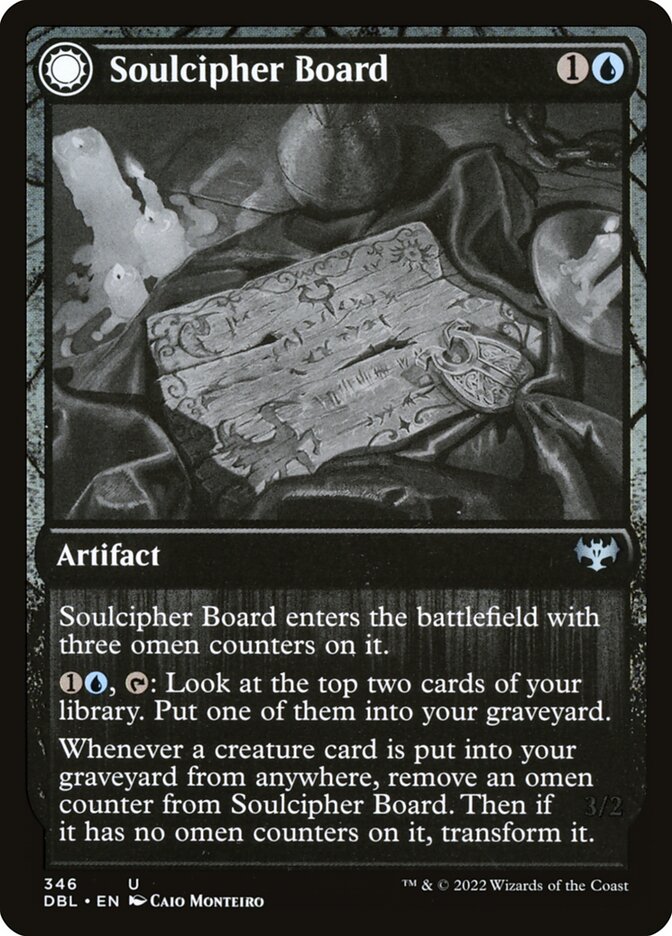 Soulcipher Board 1
Artifact
Soulcipher Board enters the battlefield with
three omen counters on it.
1, : Look at the top two cards of your
library. Put one of them into your graveyard.
Whenever a creature card is put into your
graveyard from anywhere, remove an omen
counter from Soulcipher Board. Then if
it has no omen counters on it, transform it.
3/2
346 U
DBL • EN Caio Monteiro
™ & © 2022 Wizards of the Coast